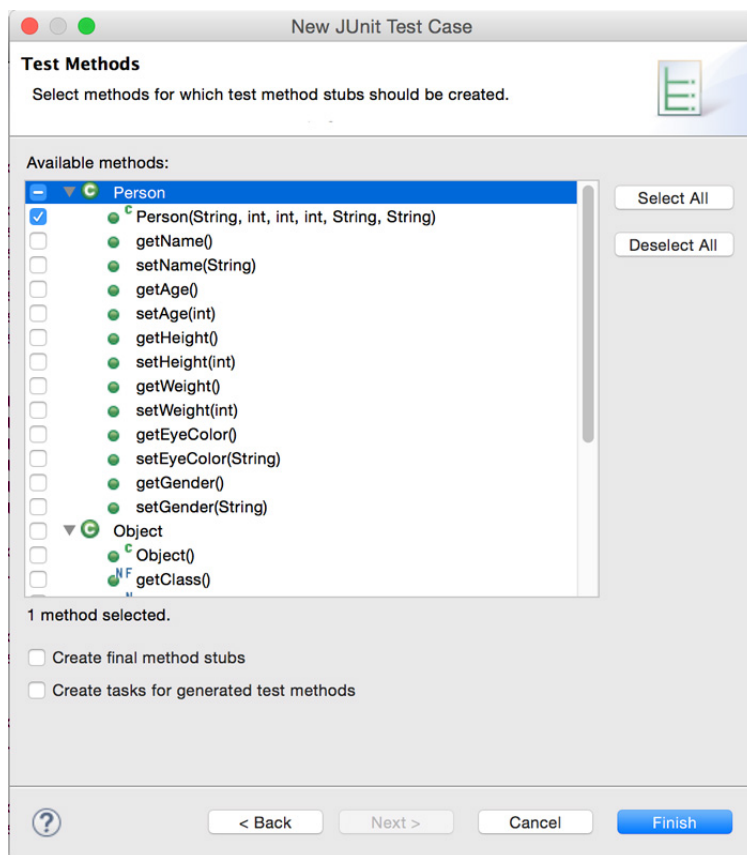 New JUnit Test Case
Test Methods
Select methods for which test method stubs should be created.
Available methods:
C Person
Select All
C Person(String, int, int, int, String, String)
getName()
Deselect All
setName(String)
getAge()
setAge(int)
getHeight()
setHeight(int)
getWeight()
setWeight(int)
getEyeColor()
setEyeColor(String)
getGender()
setGender(String)
C Object
C Object()
N F getClass()
N
1 method selected.
Create final method stubs
Create tasks for generated test methods
? < Back Next > Cancel Finish